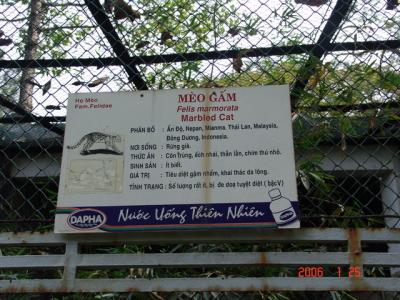 Họ Mèo
Fam.Felidae
MÈO GẤM
Felis marmorata
Marbled Cat
PHÂN BỐ : Ấn Độ, Nepan, Mianma, Thái Lan, Malaysia,
Đông Dương, Indonesia.
NƠI SỐNG : Rừng già.
THỨC ĂN : Côn trùng, ếch nhái, thằn lằn, chim thú nhỏ.
SINH SẢN : Ít biết.
GIÁ TRỊ : Tiêu diệt gậm nhấm, khai thác da lông.
TÌNH TRẠNG : Số lượng rất ít, bị đe doạ tuyệt diệt ( bậcV )
DAPHA Nước Uống Thiên Nhiên
2006 1 25